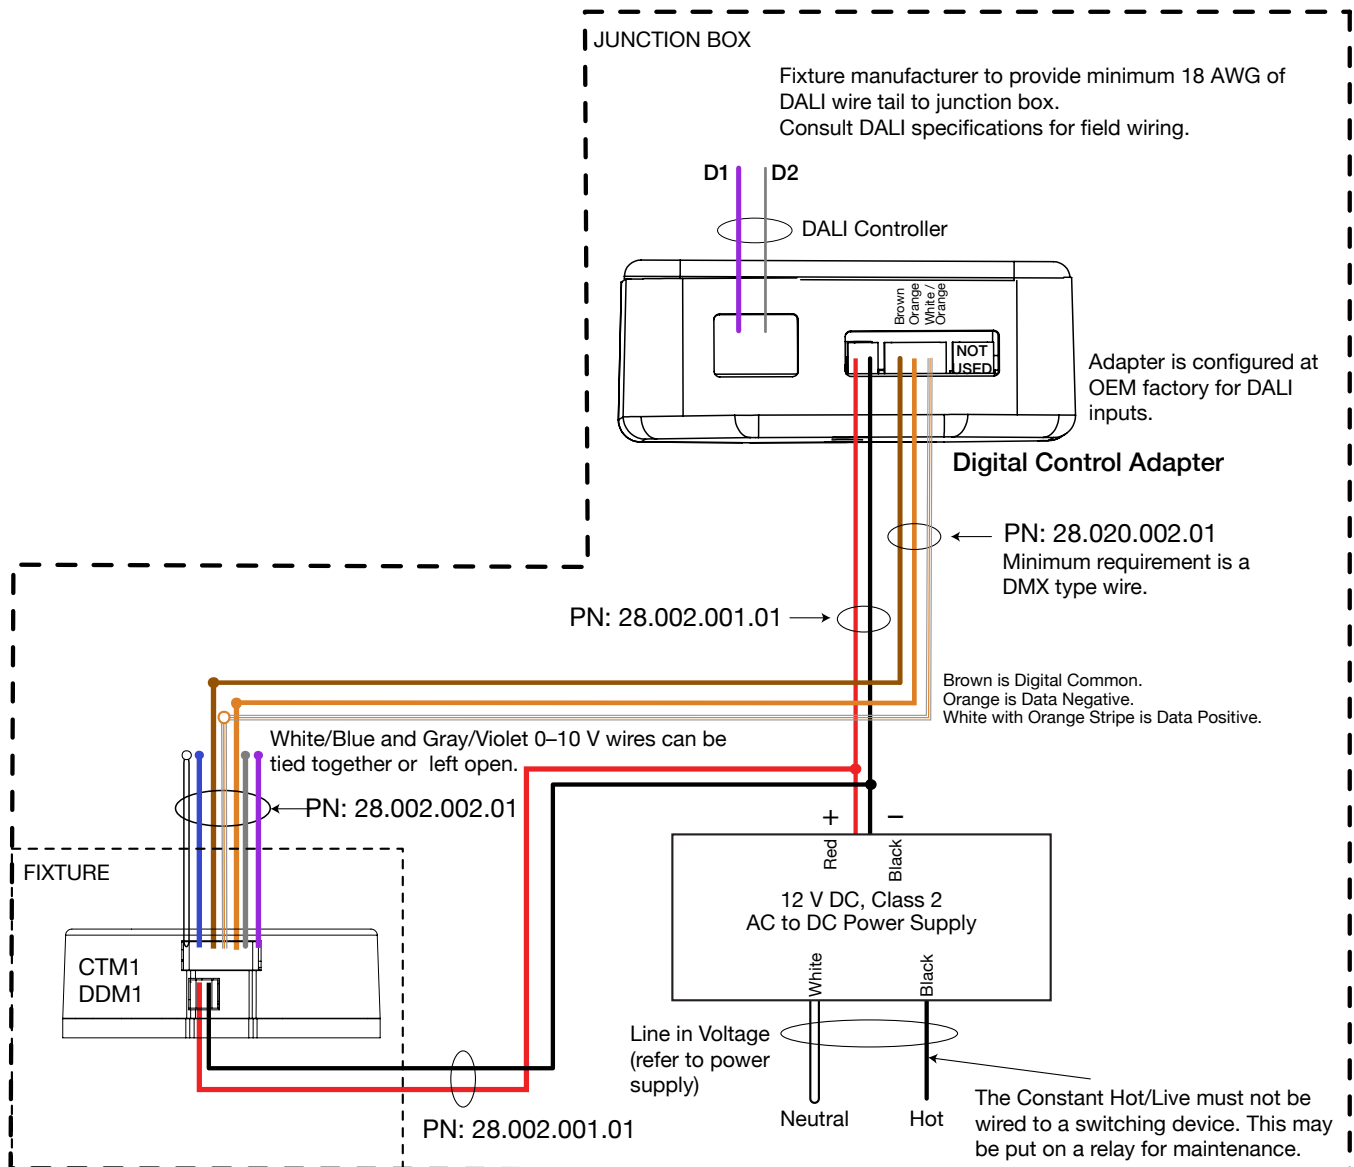 JUNCTION BOX
Fixture manufacturer to provide minimum 18 AWG of
DALI wire tail to junction box.
Consult DALI specifications for field wiring.
D1
D2
DALI Controller
Brown
Orange
White /
Orange
NOT
USED
Adapter is configured at
OEM factory for DALI
inputs.
Digital Control Adapter
PN: 28.020.002.01
Minimum requirement is a
DMX type wire.
PN: 28.002.001.01
Brown is Digital Common.
Orange is Data Negative.
White with Orange Stripe is Data Positive.
White/Blue and Gray/Violet 0–10 V wires can be
tied together or left open.
PN: 28.002.002.01
+
–
Red
Black
FIXTURE
12 V DC, Class 2
AC to DC Power Supply
CTM1
DDM1
White
Black
Line in Voltage
(refer to power
supply)
Neutral
Hot
The Constant Hot/Live must not be
wired to a switching device. This may
be put on a relay for maintenance.
PN: 28.002.001.01